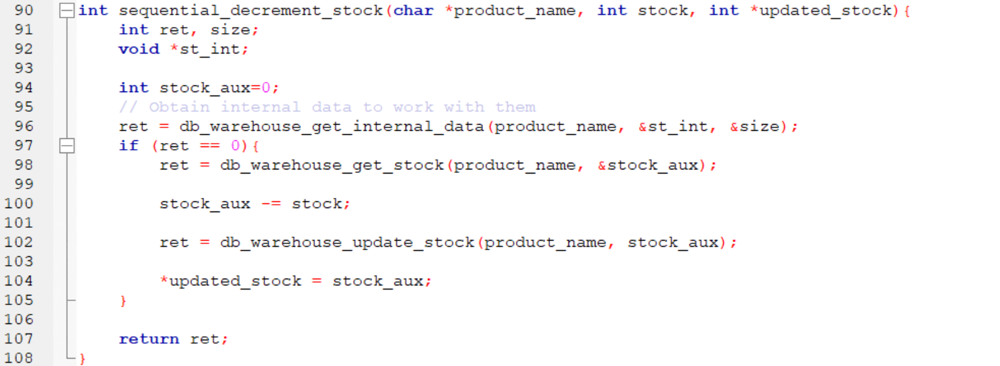 90 int sequential_decrement_stock(char *product_name, int stock, int *updated_stock){
91     int ret, size;
92     void *st_int;
93
94     int stock_aux=0;
95     // Obtain internal data to work with them
96     ret = db_warehouse_get_internal_data(product_name, &st_int, &size);
97     if (ret == 0){
98         ret = db_warehouse_get_stock(product_name, &stock_aux);
99
100         stock_aux -= stock;
101
102         ret = db_warehouse_update_stock(product_name, stock_aux);
103
104         *updated_stock = stock_aux;
105     }
106
107     return ret;
108 }